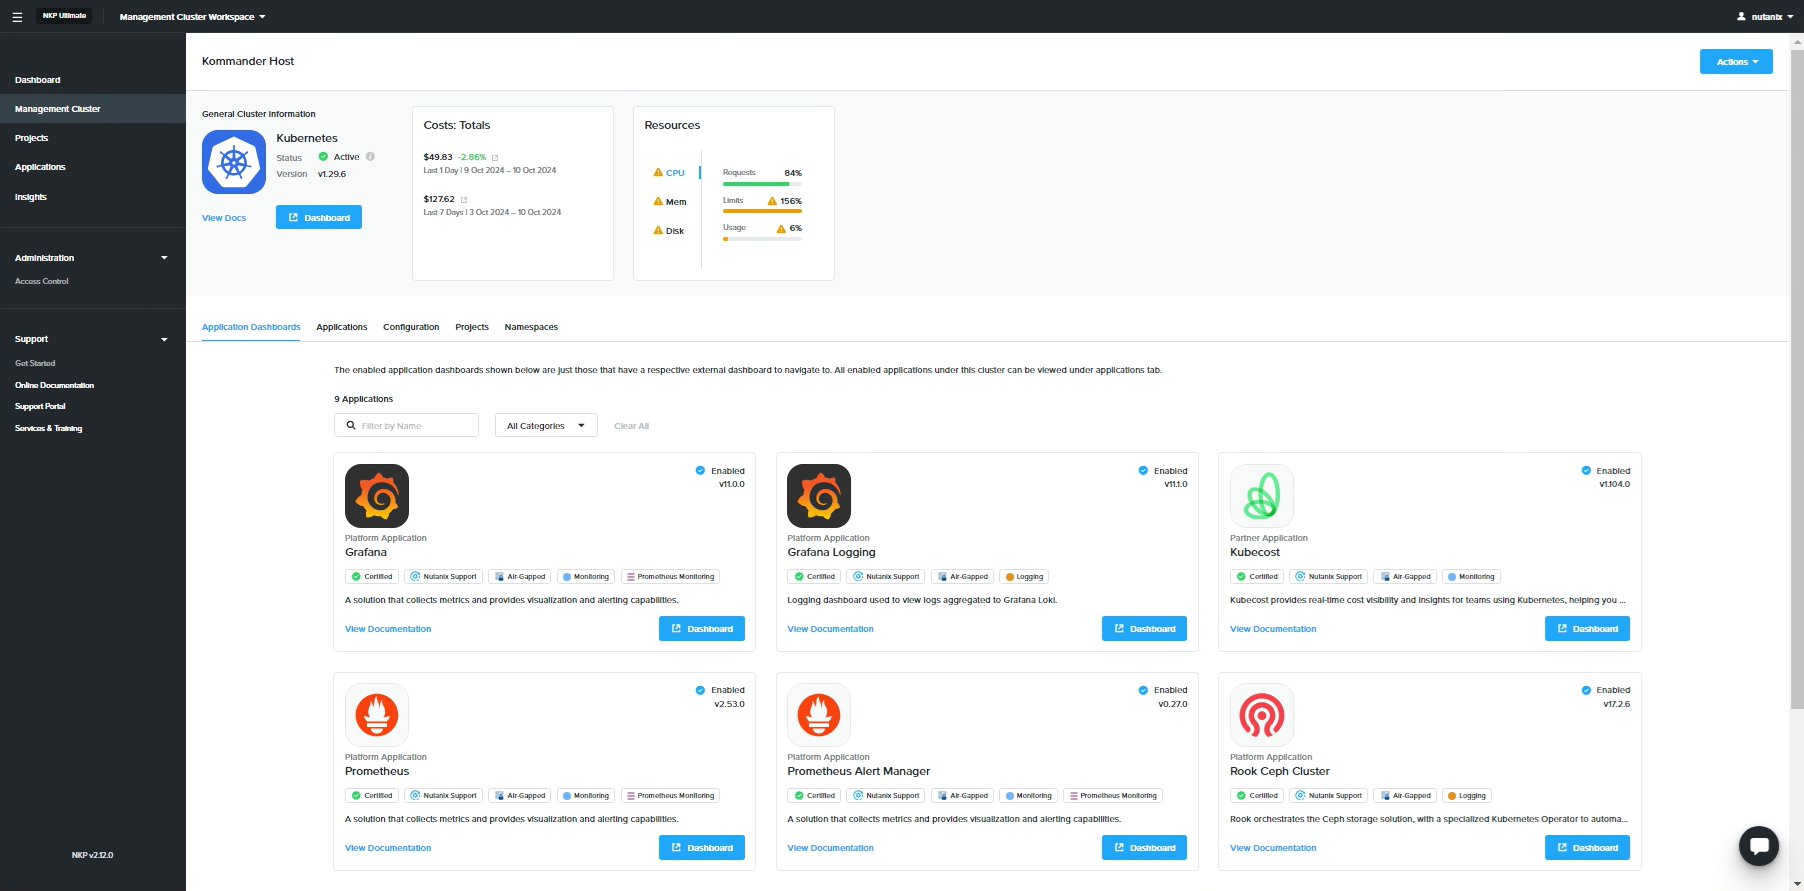 NKP Ultimate
Management Cluster Workspace
nutanix
Dashboard
Management Cluster
Projects
Applications
Insights
Administration
Access Control
Support
Get Started
Online Documentation
Support Portal
Services & Training
NKP v2.12.0
Kommander Host
Actions
General Cluster Information
Kubernetes
Status Active
Version v1.29.6
View Docs
Dashboard
Costs: Totals
$49.83 -2.86%
Last 1 Day | 9 Oct 2024 – 10 Oct 2024
$127.62
Last 7 Days | 3 Oct 2024 – 10 Oct 2024
Resources
CPU
Mem
Disk
Requests 84%
Limits 156%
Usage 6%
Application Dashboards Applications Configuration Projects Namespaces
The enabled application dashboards shown below are just those that have a respective external dashboard to navigate to. All enabled applications under this cluster can be viewed under applications tab.
9 Applications
Filter by Name
All Categories
Clear All
Enabled
v11.0.0
Platform Application
Grafana
Certified Nutanix Support Air-Gapped Monitoring Prometheus Monitoring
A solution that collects metrics and provides visualization and alerting capabilities.
View Documentation
Dashboard
Enabled
v11.1.0
Platform Application
Grafana Logging
Certified Nutanix Support Air-Gapped Logging
Logging dashboard used to view logs aggregated to Grafana Loki.
View Documentation
Dashboard
Enabled
v1.104.0
Partner Application
Kubecost
Certified Nutanix Support Air-Gapped Monitoring
Kubecost provides real-time cost visibility and insights for teams using Kubernetes, helping you ...
View Documentation
Dashboard
Enabled
v2.53.0
Platform Application
Prometheus
Certified Nutanix Support Air-Gapped Monitoring Prometheus Monitoring
A solution that collects metrics and provides visualization and alerting capabilities.
View Documentation
Dashboard
Enabled
v0.27.0
Platform Application
Prometheus Alert Manager
Certified Nutanix Support Air-Gapped Monitoring Prometheus Monitoring
A solution that collects metrics and provides visualization and alerting capabilities.
View Documentation
Dashboard
Enabled
v17.2.6
Platform Application
Rook Ceph Cluster
Certified Nutanix Support Air-Gapped Logging
Rook orchestrates the Ceph storage solution, with a specialized Kubernetes Operator to automa...
View Documentation
Dashboard